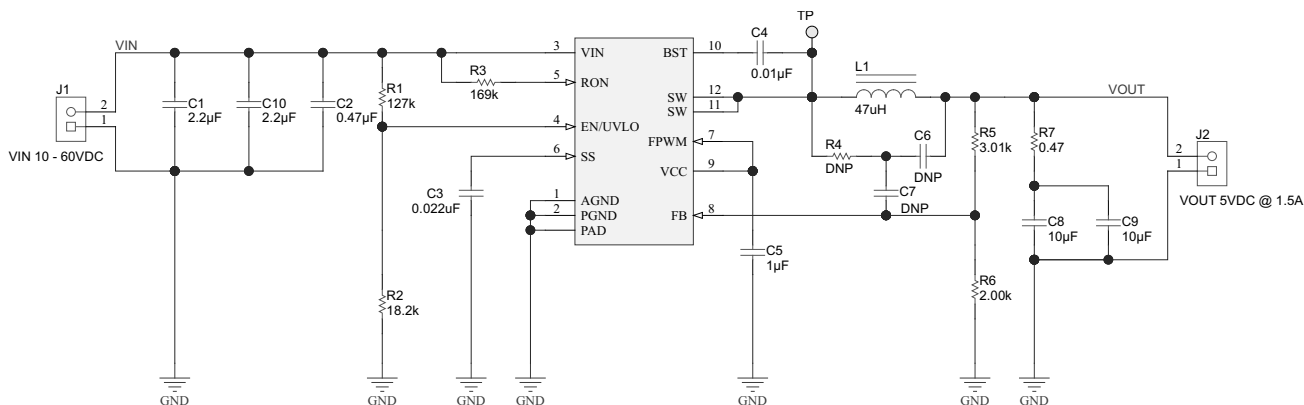 TP
VIN
J1
2
1
VIN 10 - 60VDC
C1
2.2µF
C10
2.2µF
C2
0.47µF
R1
127k
R3
169k
R2
18.2k
C3
0.022uF
3 VIN
5 RON
4 EN/UVLO
6 SS
1 AGND
2 PGND
PAD
BST 10
SW 12
SW 11
FPWM 7
VCC 9
FB 8
C4
0.01µF
L1
47uH
R4
DNP
C6
DNP
C7
DNP
C5
1µF
R5
3.01k
R6
2.00k
R7
0.47
C8
10µF
C9
10µF
VOUT
J2
2
1
VOUT 5VDC @ 1.5A
GND
GND
GND
GND
GND
GND
GND